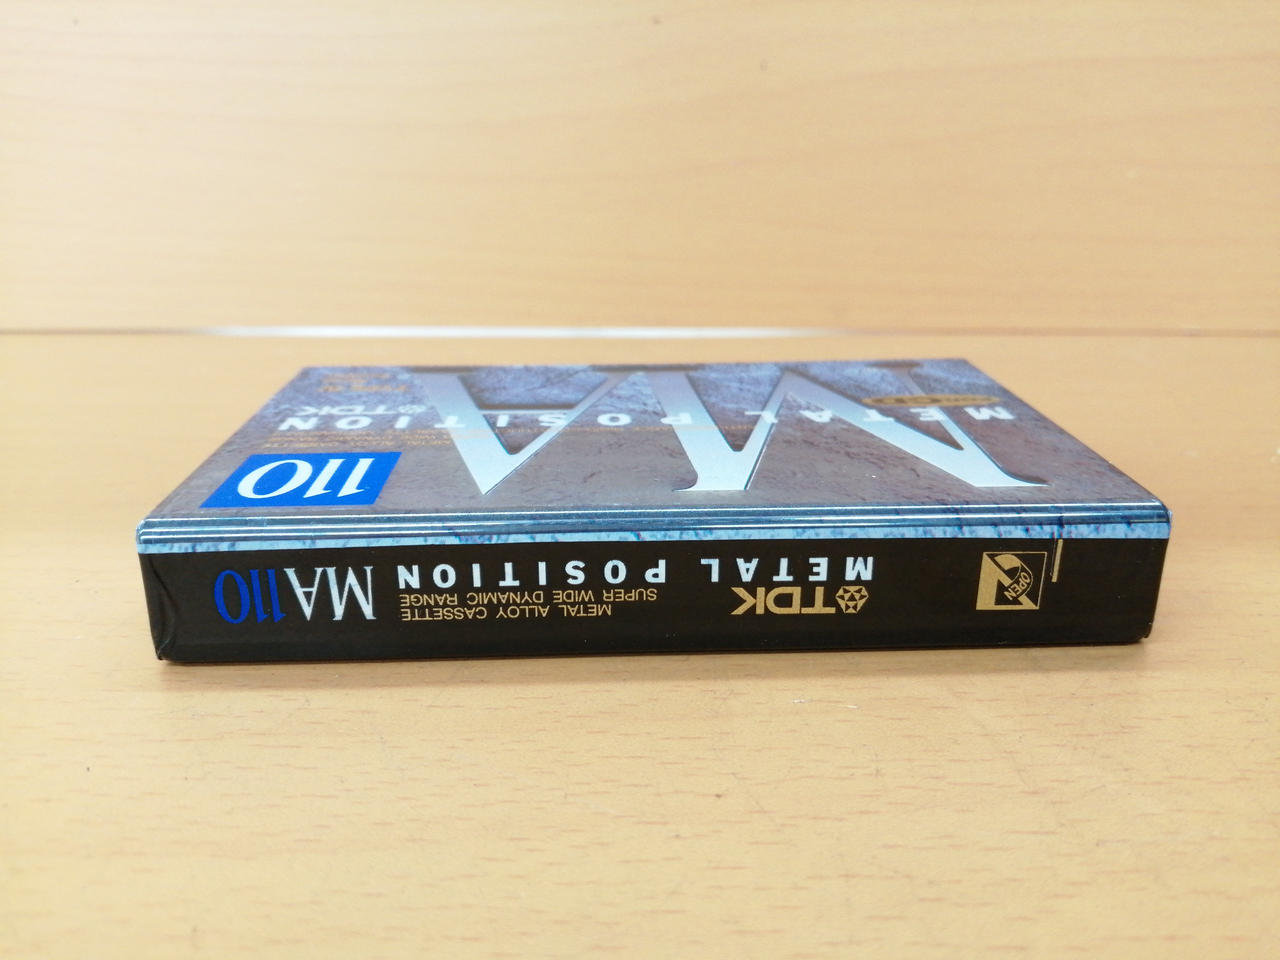 OPEN
TDK
METAL POSITION
METAL ALLOY CASSETTE
SUPER WIDE DYNAMIC RANGE
MA110
MA
METAL POSITION
TDK
110